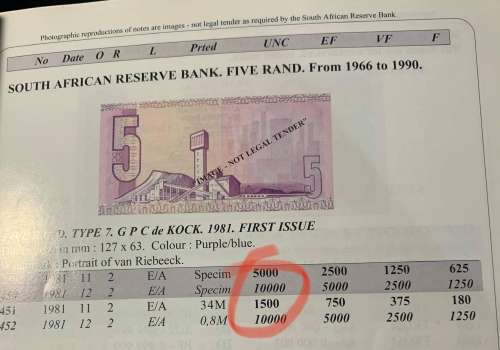 Photographic reproductions of notes are images - not legal tender as required by the South African Reserve Bank
No Date O R L Prted UNC EF VF F
SOUTH AFRICAN RESERVE BANK. FIVE RAND. From 1966 to 1990.
5
"IMAGE - NOT LEGAL TENDER"
5
D. TYPE 7. G P C de KOCK. 1981. FIRST ISSUE
in mm : 127 x 63. Colour : Purple/blue.
: Portrait of van Riebeeck.
1981 11 2 E/A Specim 5000 2500 1250 625
1981 12 2 E/A Specim 10000 5000 2500 1250
451 1981 11 2 E/A 34M 1500 750 375 180
452 1981 12 2 E/A 0,8M 10000 5000 2500 1250